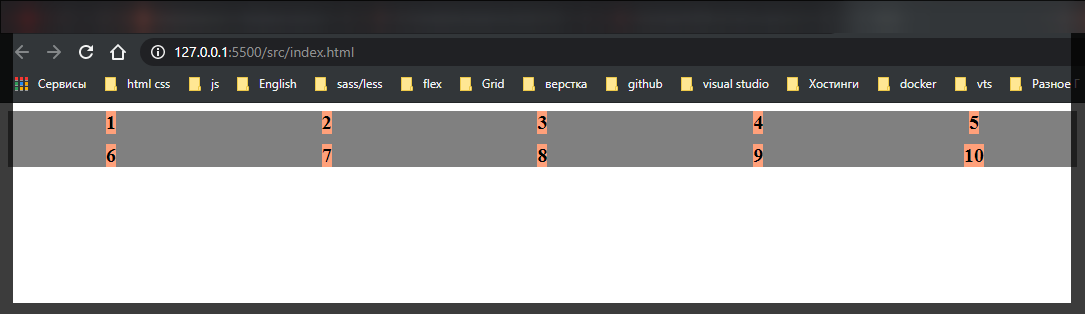 127.0.0.1:5500/src/index.html
Сервисы html css js English sass/less flex Grid верстка github visual studio Хостинги docker vts Разное Г
1 2 3 4 5
6 7 8 9 10